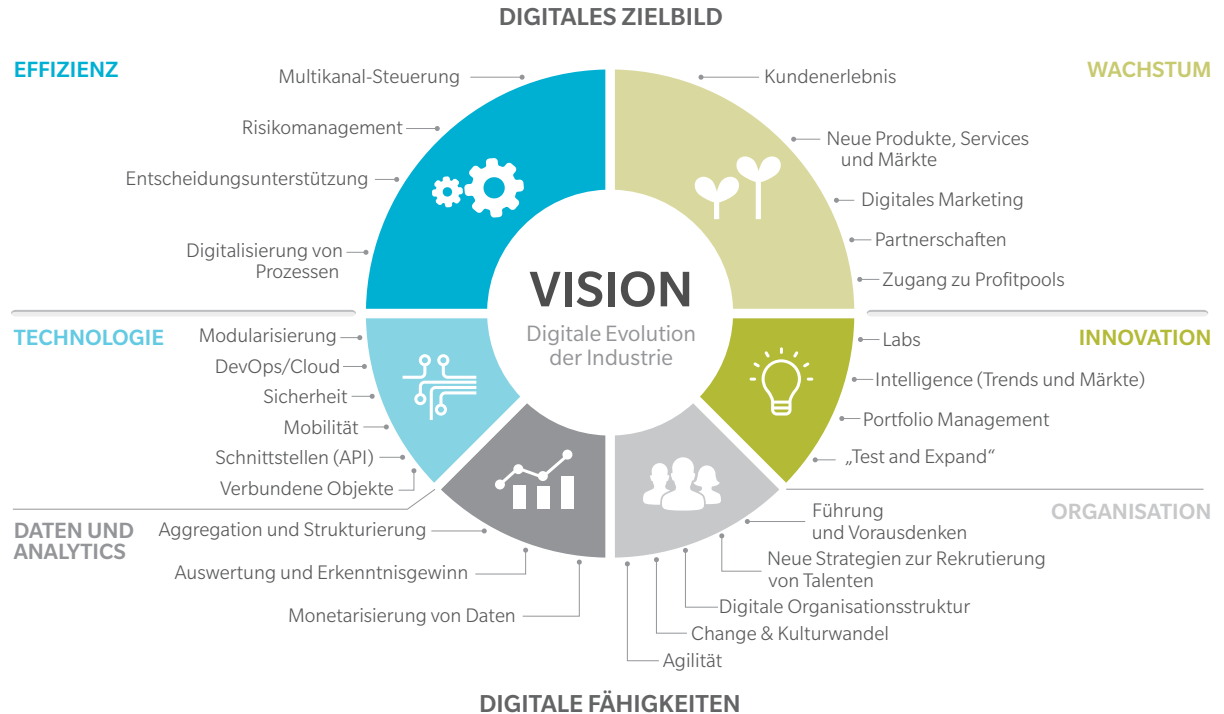 DIGITALES ZIELBILD
EFFIZIENZ
Multikanal-Steuerung
Risikomanagement
Entscheidungsunterstützung
Digitalisierung von
Prozessen
WACHSTUM
Kundenerlebnis
Neue Produkte, Services
und Märkte
Digitales Marketing
Partnerschaften
Zugang zu Profitpools
VISION
Digitale Evolution
der Industrie
TECHNOLOGIE
Modularisierung
DevOps/Cloud
Sicherheit
Mobilität
Schnittstellen (API)
Verbundene Objekte
INNOVATION
Labs
Intelligence (Trends und Märkte)
Portfolio Management
„Test and Expand“
DATEN UND
ANALYTICS
Aggregation und Strukturierung
Auswertung und Erkenntnisgewinn
Monetarisierung von Daten
ORGANISATION
Führung
und Vorausdenken
Neue Strategien zur Rekrutierung
von Talenten
Digitale Organisationsstruktur
Change & Kulturwandel
Agilität
DIGITALE FÄHIGKEITEN